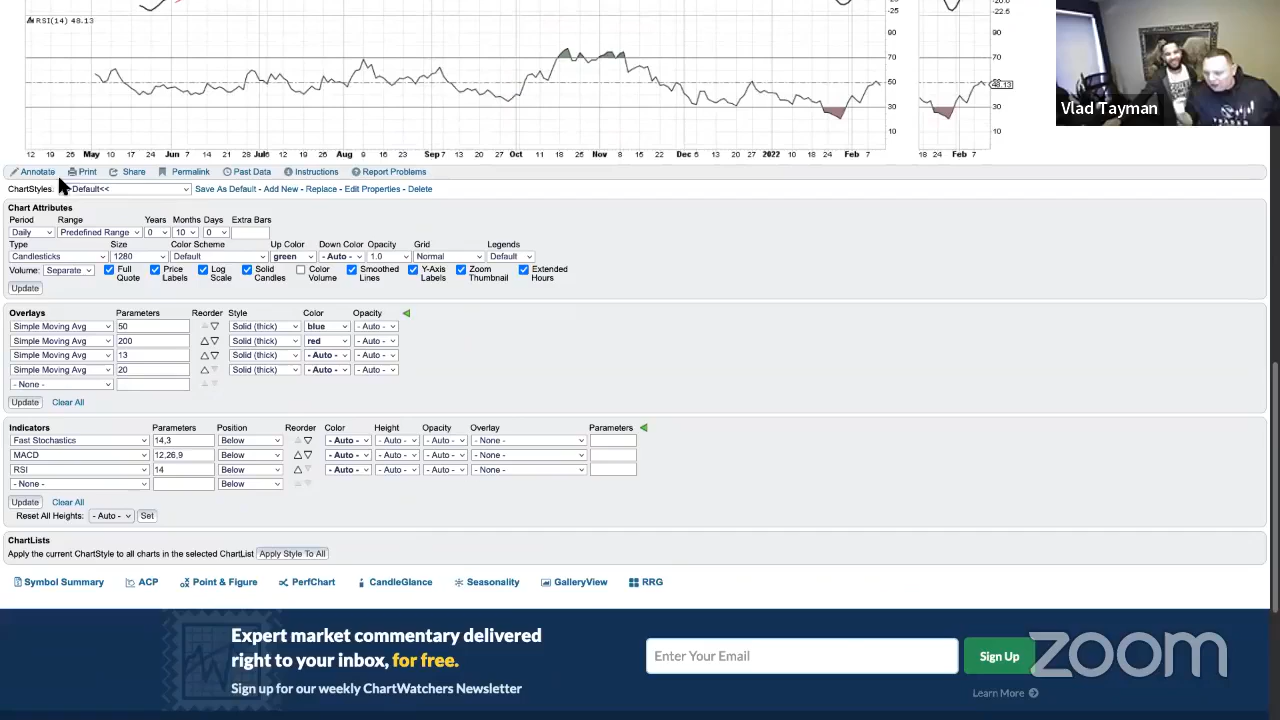 -25
-22.6
RSI(14) 48.13
90
70
50
30
10
90
70
48.13
30
10
12 19 26 May 10 17 24 Jun 7 14 21 28 Jul 12 19 26 Aug 9 16 23 Sep 7 13 20 27 Oct 11 18 25 Nov 8 15 22 Dec 6 13 20 2022 10 18 24 Feb 7
18 24 Feb 7
Vlad Tayman
Annotate Print Share Permalink Past Data Instructions Report Problems
ChartStyles: >Default<< Save As Default - Add New - Replace - Edit Properties - Delete
Chart Attributes
Period Range Years Months Days Extra Bars
Daily Predefined Range 0 10 0
Type Size Color Scheme Up Color Down Color Opacity Grid Legends
Candlesticks 1280 Default green - Auto - 1.0 Normal Default
Volume: Separate Full Quote Price Labels Log Scale Solid Candles Color Volume Smoothed Lines Y-Axis Labels Zoom Thumbnail Extended Hours
Update
Overlays Parameters Reorder Style Color Opacity
Simple Moving Avg 50 Solid (thick) blue - Auto -
Simple Moving Avg 200 Solid (thick) red - Auto -
Simple Moving Avg 13 Solid (thick) - Auto - - Auto -
Simple Moving Avg 20 Solid (thick) - Auto - - Auto -
- None -
Update Clear All
Indicators Parameters Position Reorder Color Height Opacity Overlay Parameters
Fast Stochastics 14,3 Below - Auto - - Auto - - Auto - - None -
MACD 12,26,9 Below - Auto - - Auto - - Auto - - None -
RSI 14 Below - Auto - - Auto - - Auto - - None -
- None - Below
Update Clear All
Reset All Heights: - Auto - Set
ChartLists
Apply the current ChartStyle to all charts in the selected ChartList Apply Style To All
Symbol Summary ACP Point & Figure PerfChart CandleGlance Seasonality GalleryView RRG
Expert market commentary delivered
right to your inbox, for free.
Sign up for our weekly ChartWatchers Newsletter
Enter Your Email Sign Up
Learn More
zoom